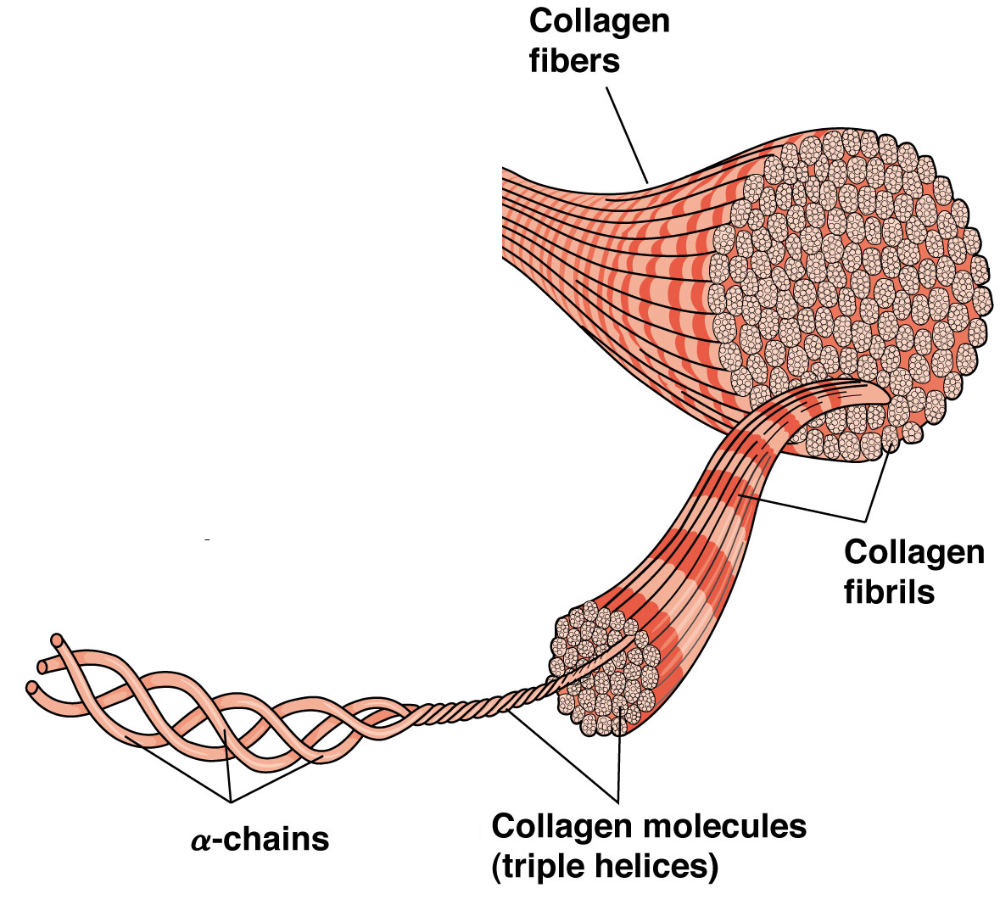 Collagen
fibers
Collagen
fibrils
α-chains
Collagen molecules
(triple helices)